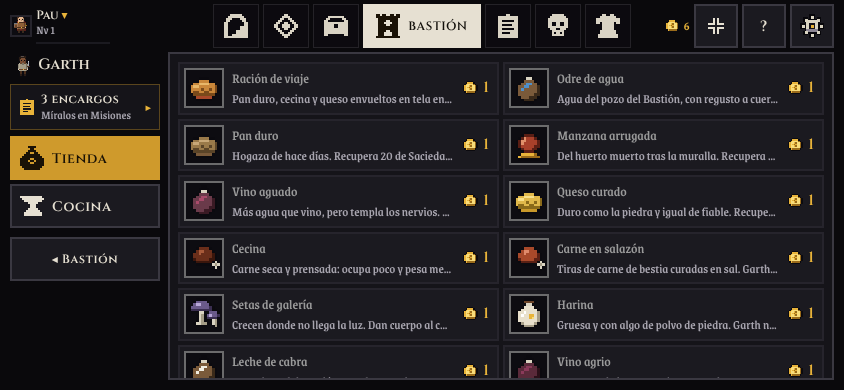 PAU ▾
Nv 1
BASTIÓN
6
?
GARTH
3 ENCARGOS
Míralos en Misiones
TIENDA
COCINA
◂ BASTIÓN
Ración de viaje
Pan duro, cecina y queso envueltos en tela en...
1
Odre de agua
Agua del pozo del Bastión, con regusto a cuer...
1
Pan duro
Hogaza de hace días. Recupera 20 de Sacieda...
1
Manzana arrugada
Del huerto muerto tras la muralla. Recupera ...
1
Vino aguado
Más agua que vino, pero templa los nervios. ...
1
Queso curado
Duro como la piedra y igual de fiable. Recupe...
1
Cecina
Carne seca y prensada: ocupa poco y pesa me...
1
Carne en salazón
Tiras de carne de bestia curadas en sal. Garth...
1
Setas de galería
Crecen donde no llega la luz. Dan cuerpo al c...
1
Harina
Gruesa y con algo de polvo de piedra. Garth n...
1
Leche de cabra
Vino agrio